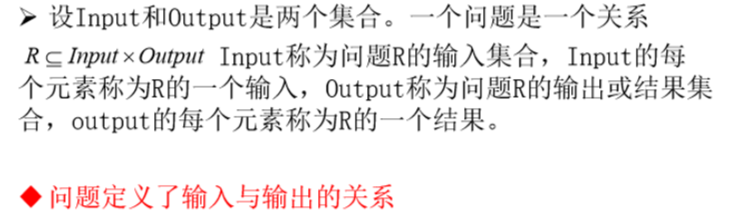 ➤ 设Input和Output是两个集合。一个问题是一个关系
R ⊆ Input × Output Input称为问题R的输入集合，Input的每
个元素称为R的一个输入，Output称为问题R的输出或结果集
合，output的每个元素称为R的一个结果。
◆ 问题定义了输入与输出的关系